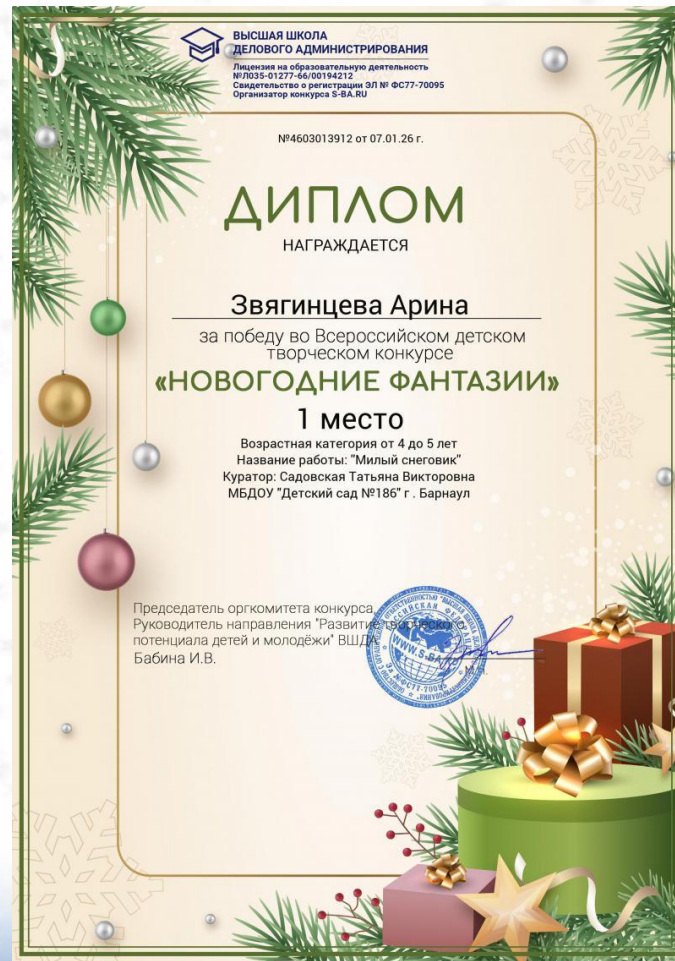 ВЫСШАЯ ШКОЛА
ДЕЛОВОГО АДМИНИСТРИРОВАНИЯ
Лицензия на образовательную деятельность
№Л035-01277-66/00194212
Свидетельство о регистрации ЭЛ № ФС77-70095
Организатор конкурса S-BA.RU
№4603013912 от 07.01.26 г.
ДИПЛОМ
НАГРАЖДАЕТСЯ
Звягинцева Арина
за победу во Всероссийском детском
творческом конкурсе
«НОВОГОДНИЕ ФАНТАЗИИ»
1 место
Возрастная категория от 4 до 5 лет
Название работы: "Милый снеговик"
Куратор: Садовская Татьяна Викторовна
МБДОУ "Детский сад №186" г . Барнаул
Председатель оргкомитета конкурса,
Руководитель направления "Развитие творческого
потенциала детей и молодёжи" ВШДА
Бабина И.В.
WWW.S-BA.RU
М.П.